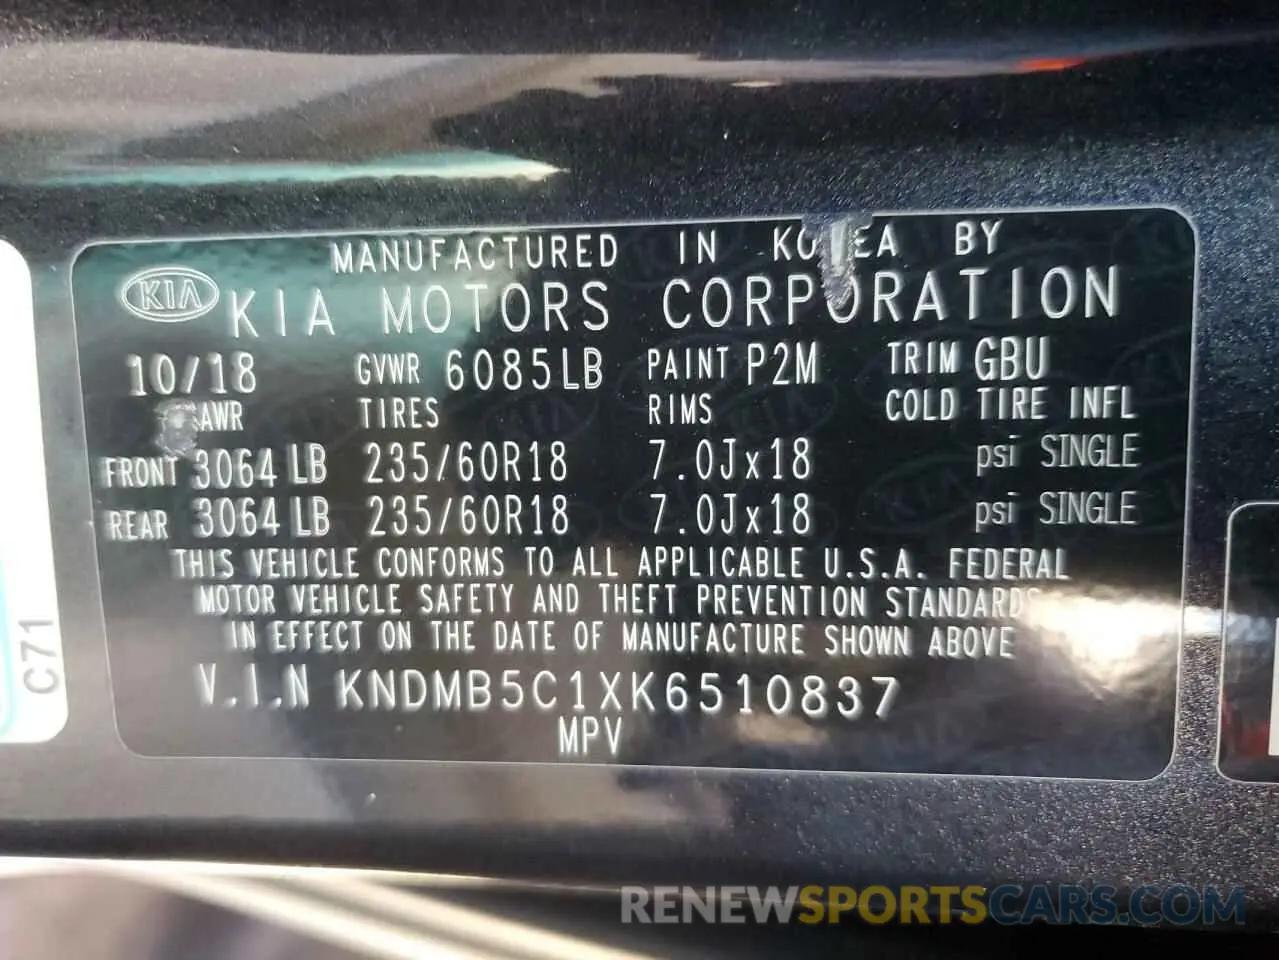 MANUFACTURED IN KOREA BY
KIA KIA MOTORS CORPORATION
10/18 GVWR 6085LB PAINT P2M TRIM GBU
AWR TIRES RIMS COLD TIRE INFL
FRONT 3064 LB 235/60R18 7.0Jx18 psi SINGLE
REAR 3064 LB 235/60R18 7.0Jx18 psi SINGLE
THIS VEHICLE CONFORMS TO ALL APPLICABLE U.S.A. FEDERAL
MOTOR VEHICLE SAFETY AND THEFT PREVENTION STANDARDS
IN EFFECT ON THE DATE OF MANUFACTURE SHOWN ABOVE
V.I.N KNDMB5C1XK6510837
MPV
C71
RENEWSPORTSCARS.COM